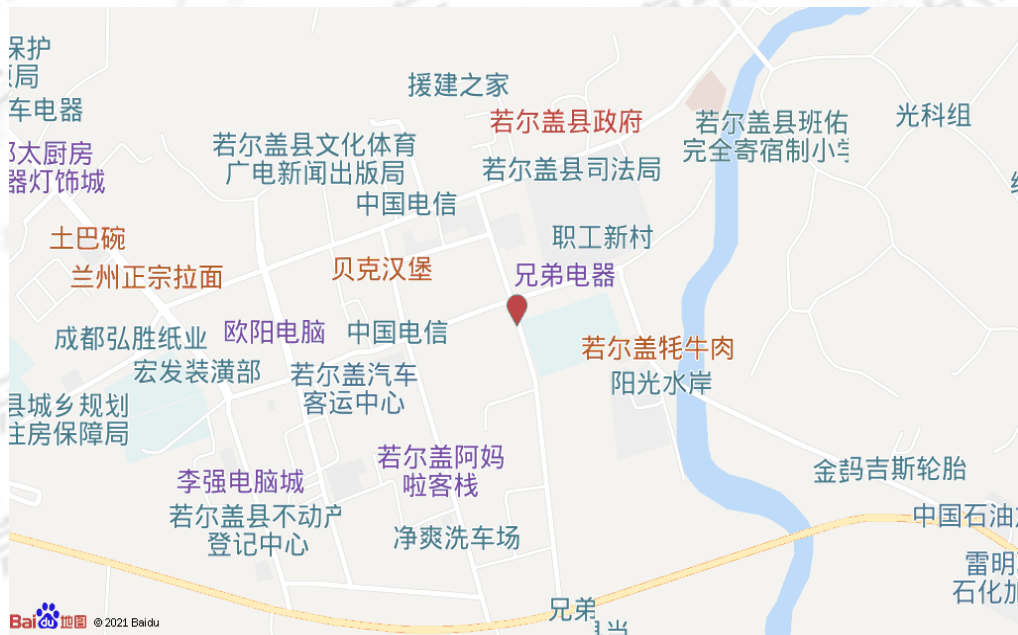 保护
局
车电器
援建之家
若尔盖县政府
若尔盖县班佑
完全寄宿制小学
光科组
太厨房
器灯饰城
若尔盖县文化体育
广电新闻出版局
若尔盖县司法局
中国电信
土巴碗
职工新村
兰州正宗拉面
贝克汉堡
兄弟电器
成都弘胜纸业
欧阳电脑
中国电信
若尔盖牦牛肉
宏发装潢部
若尔盖汽车
客运中心
阳光水岸
县城乡规划
住房保障局
若尔盖阿妈
啦客栈
李强电脑城
金鹉吉斯轮胎
若尔盖县不动产
登记中心
净爽洗车场
中国石油
雷明
石化加
兄弟
Bai du 地图 © 2021 Baidu